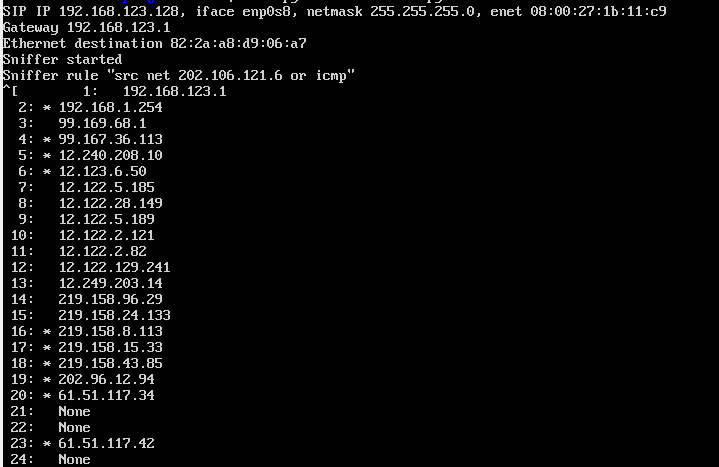 SIP IP 192.168.123.128, iface enp0s8, netmask 255.255.255.0, enet 08:00:27:1b:11:c9
Gateway 192.168.123.1
Ethernet destination 82:2a:a8:d9:06:a7
Sniffer started
Sniffer rule "src net 202.106.121.6 or icmp"
^[ 1: 192.168.123.1
2: * 192.168.1.254
3: 99.169.68.1
4: * 99.167.36.113
5: * 12.240.208.10
6: * 12.123.6.50
7: 12.122.5.185
8: 12.122.28.149
9: 12.122.5.189
10: 12.122.2.121
11: 12.122.2.82
12: 12.122.129.241
13: 12.249.203.14
14: 219.158.96.29
15: 219.158.24.133
16: * 219.158.8.113
17: * 219.158.15.33
18: * 219.158.43.85
19: * 202.96.12.94
20: * 61.51.117.34
21: None
22: None
23: * 61.51.117.42
24: None